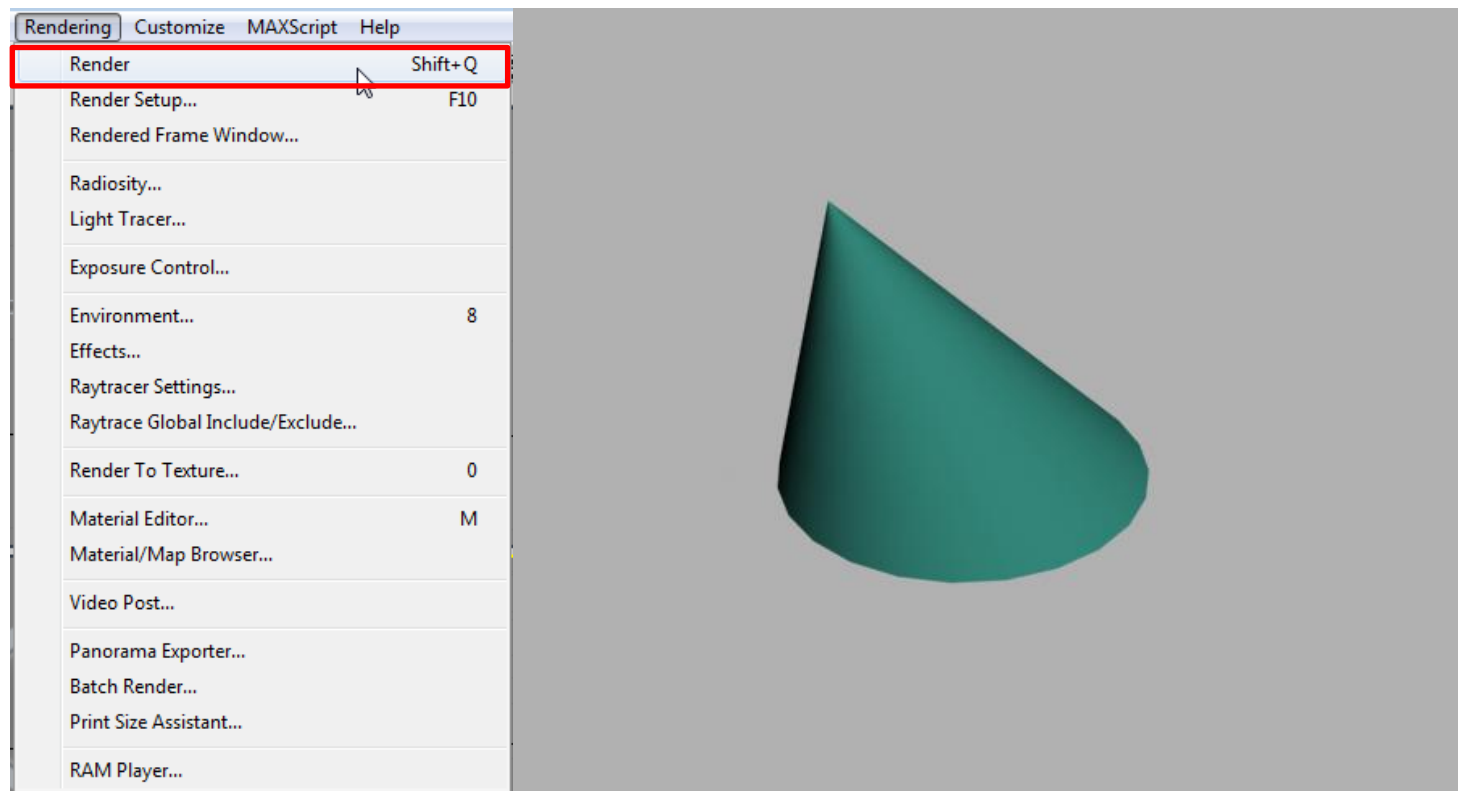 Rendering Customize MAXScript Help
Render Shift+Q
Render Setup... F10
Rendered Frame Window...
Radiosity...
Light Tracer...
Exposure Control...
Environment... 8
Effects...
Raytracer Settings...
Raytrace Global Include/Exclude...
Render To Texture... 0
Material Editor... M
Material/Map Browser...
Video Post...
Panorama Exporter...
Batch Render...
Print Size Assistant...
RAM Player...